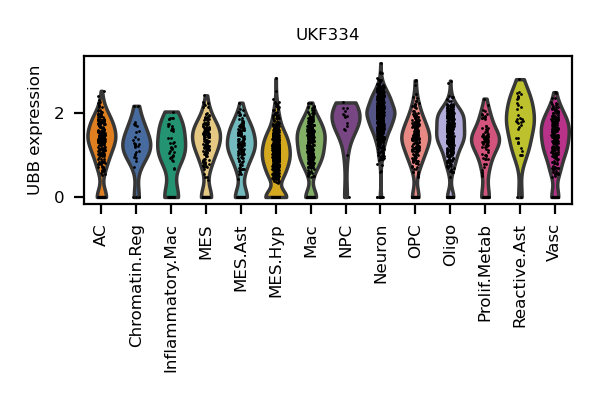 UKF334
UBB expression
2
0
AC
Chromatin.Reg
Inflammatory.Mac
MES
MES.Ast
MES.Hyp
Mac
NPC
Neuron
OPC
Oligo
Prolif.Metab
Reactive.Ast
Vasc